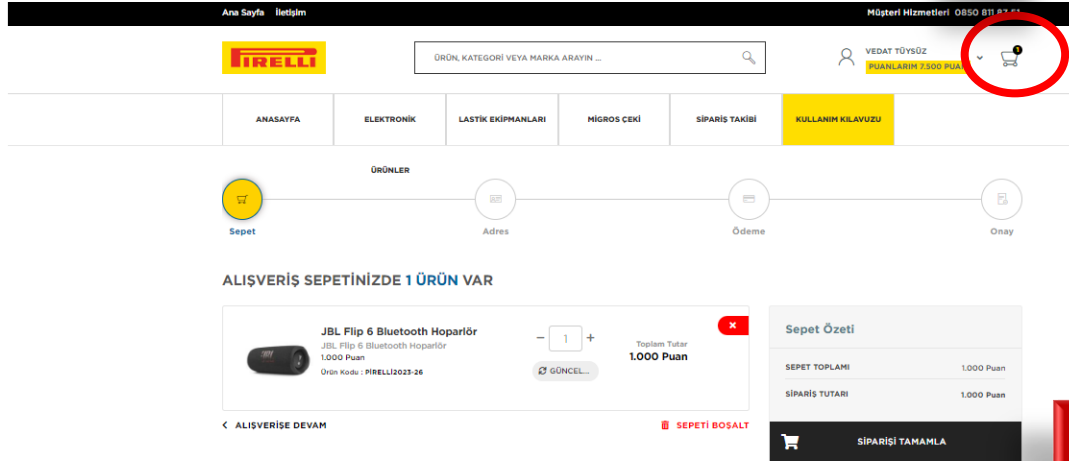 Ana Sayfa İletişim
Müşteri Hizmetleri 0850 811 87 51
PIRELLI
ÜRÜN, KATEGORİ VEYA MARKA ARAYIN ...
VEDAT TÜYSÜZ
PUANLARIM 7.500
1
ANASAYFA
ELEKTRONİK
LASTİK EKİPMANLARI
MİGROS ÇEKİ
SİPARİŞ TAKİBİ
KULLANIM KILAVUZU
ÜRÜNLER
Sepet
Adres
Ödeme
Onay
ALIŞVERİŞ SEPETİNİZDE 1 ÜRÜN VAR
JBL Flip 6 Bluetooth Hoparlör
JBL Flip 6 Bluetooth Hoparlör
1.000 Puan
Ürün Kodu : PİRELLİ2023-26
− 1 +
GÜNCEL...
Toplam Tutar
1.000 Puan
ALIŞVERİŞE DEVAM
SEPETİ BOŞALT
Sepet Özeti
SEPET TOPLAMI 1.000 Puan
SİPARİŞ TUTARI 1.000 Puan
SİPARİŞİ TAMAMLA